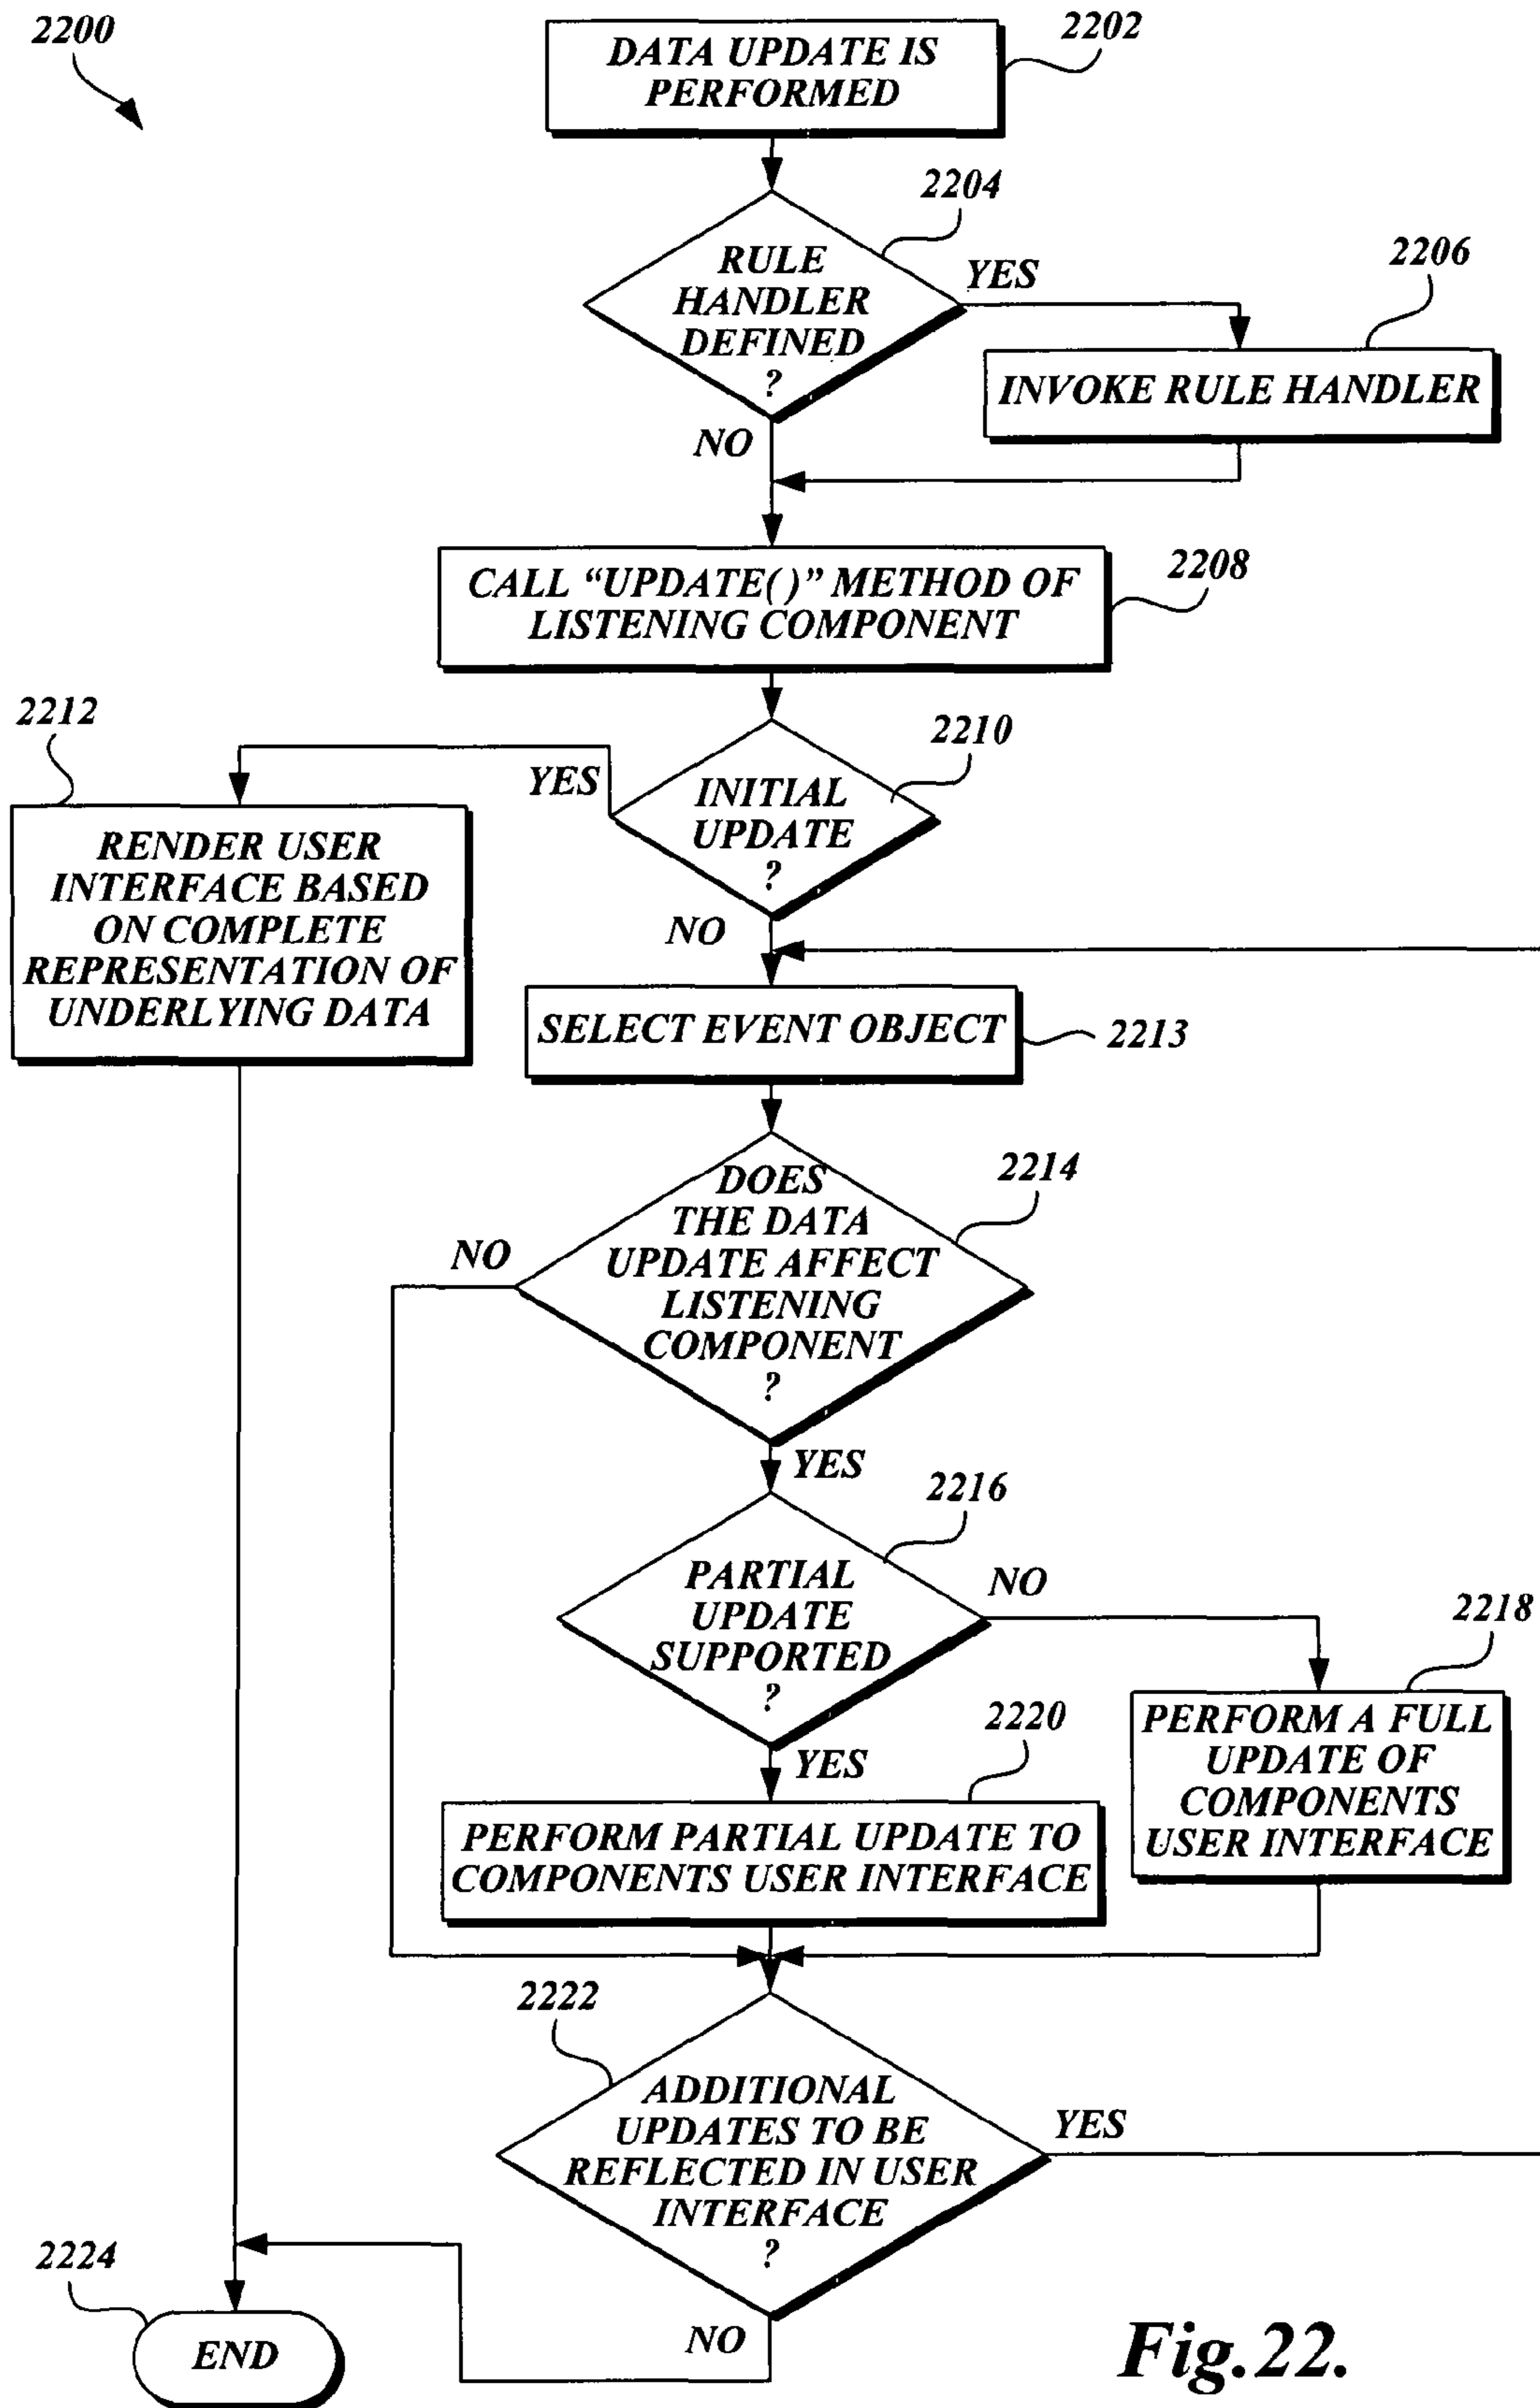 2200
DATA UPDATE IS
PERFORMED
2202
2204
RULE
HANDLER
DEFINED
?
YES
2206
INVOKE RULE HANDLER
NO
CALL “UPDATE( )” METHOD OF
LISTENING COMPONENT
2208
2212
2210
YES
INITIAL
UPDATE
?
RENDER USER
INTERFACE BASED
ON COMPLETE
REPRESENTATION OF
UNDERLYING DATA
NO
SELECT EVENT OBJECT
2213
2214
DOES
THE DATA
UPDATE AFFECT
LISTENING
COMPONENT
?
NO
YES
2216
PARTIAL
UPDATE
SUPPORTED
?
NO
2218
PERFORM A FULL
UPDATE OF
COMPONENTS
USER INTERFACE
2220
YES
PERFORM PARTIAL UPDATE TO
COMPONENTS USER INTERFACE
2222
ADDITIONAL
UPDATES TO BE
REFLECTED IN USER
INTERFACE
?
YES
2224
END
NO
Fig.22.